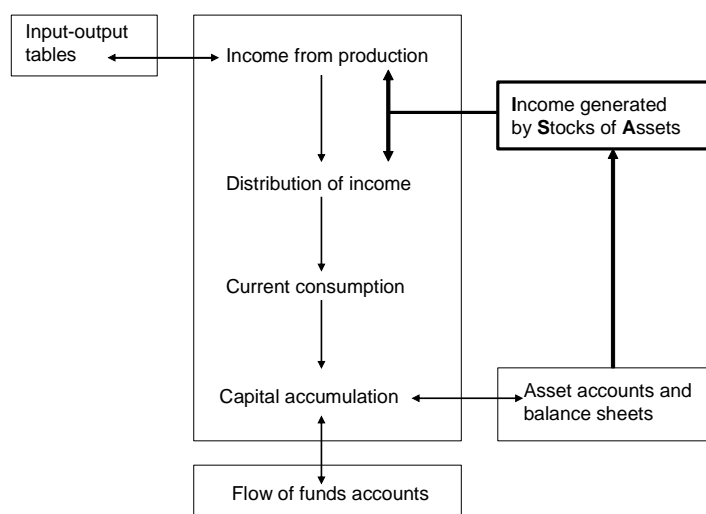 Input-output
tables
Income from production
Income generated
by Stocks of Assets
Distribution of income
Current consumption
Capital accumulation
Asset accounts and
balance sheets
Flow of funds accounts